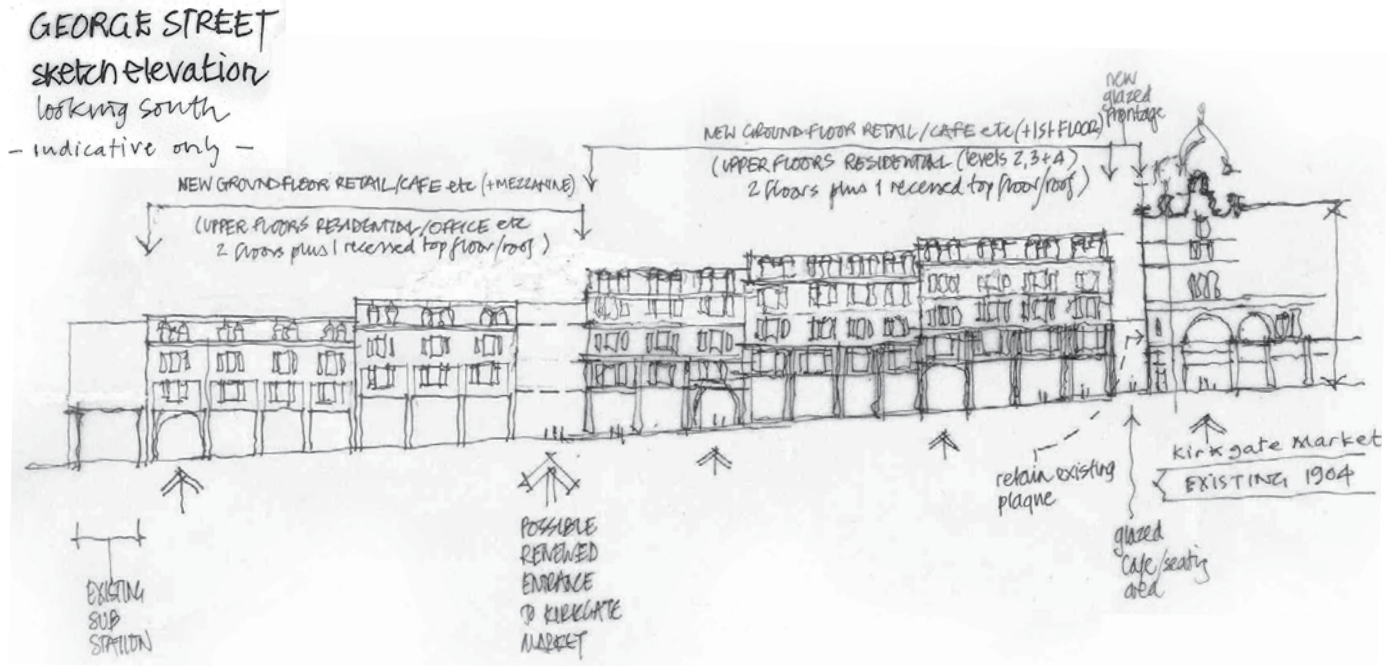 GEORGE STREET
sketch elevation
looking south
- indicative only -
NEW GROUND FLOOR RETAIL/CAFE etc (+MEZZANINE)
(UPPER FLOORS RESIDENTIAL/OFFICE etc
2 floors plus 1 recessed top floor/roof)
NEW GROUND FLOOR RETAIL/CAFE etc (+1ST FLOOR)
(UPPER FLOORS RESIDENTIAL (levels 2,3+4)
2 floors plus 1 recessed top floor/roof)
new
glazed
frontage
EXISTING
SUB
STATION
POSSIBLE
RENEWED
ENTRANCE
TO KIRKGATE
MARKET
retain existing
plaque
glazed
cafe/seating
area
Kirkgate Market
EXISTING 1904